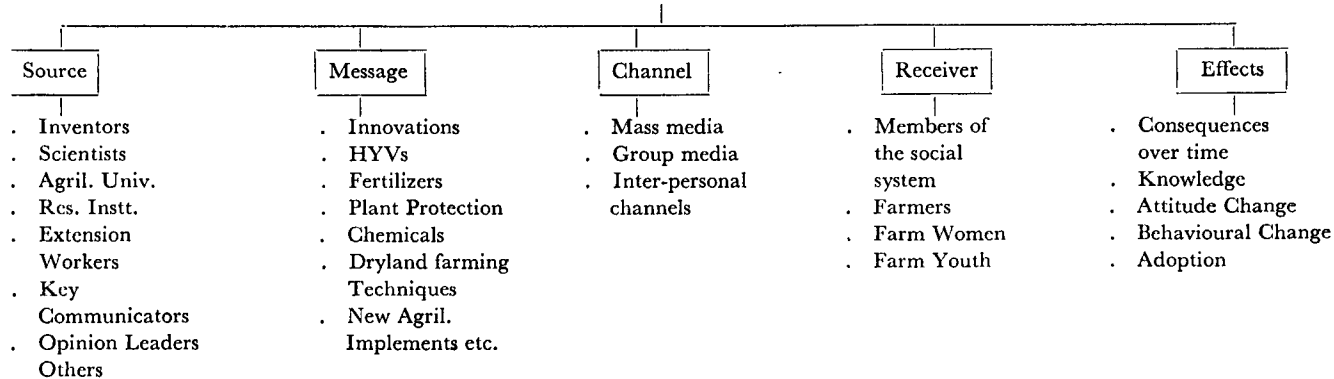 Source
. Inventors
. Scientists
. Agril. Univ.
. Res. Instt.
. Extension
Workers
. Key
Communicators
. Opinion Leaders
Others
Message
. Innovations
. HYVs
. Fertilizers
. Plant Protection
. Chemicals
. Dryland farming
Techniques
. New Agril.
Implements etc.
Channel
. Mass media
. Group media
. Inter-personal
channels
Receiver
. Members of
the social
system
. Farmers
. Farm Women
. Farm Youth
Effects
. Consequences
over time
. Knowledge
. Attitude Change
. Behavioural Change
. Adoption